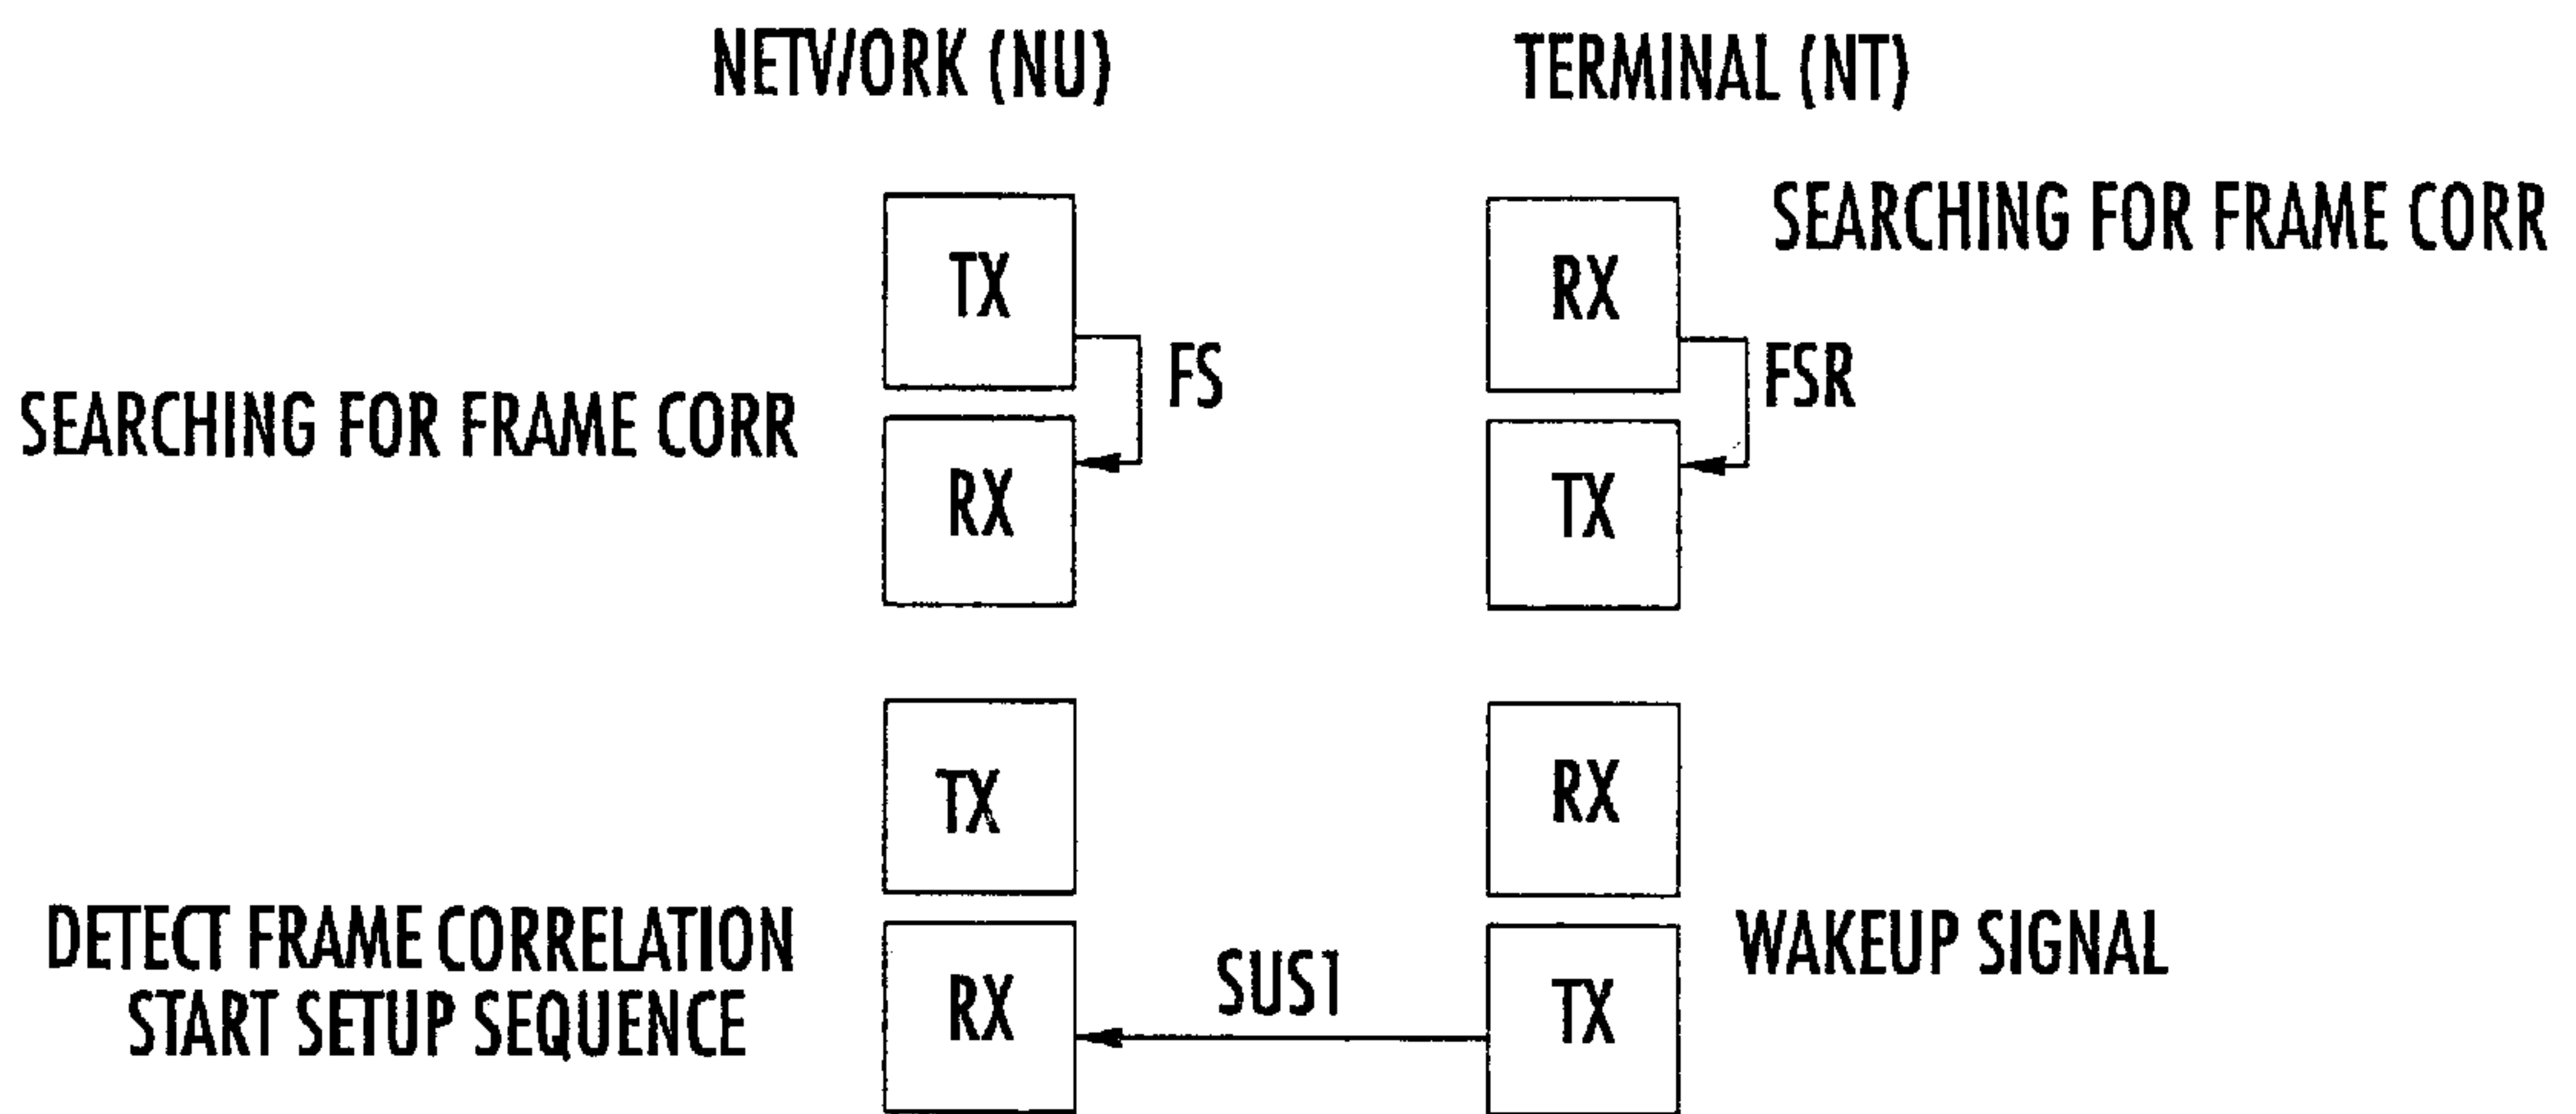 NETV/ORK (NU)
TERMINAL (NT)
TX
RX
SEARCHING FOR FRAME CORR
FS
FSR
SEARCHING FOR FRAME CORR
RX
TX
TX
RX
DETECT FRAME CORRELATION
START SETUP SEQUENCE
RX
SUS1
TX
WAKEUP SIGNAL